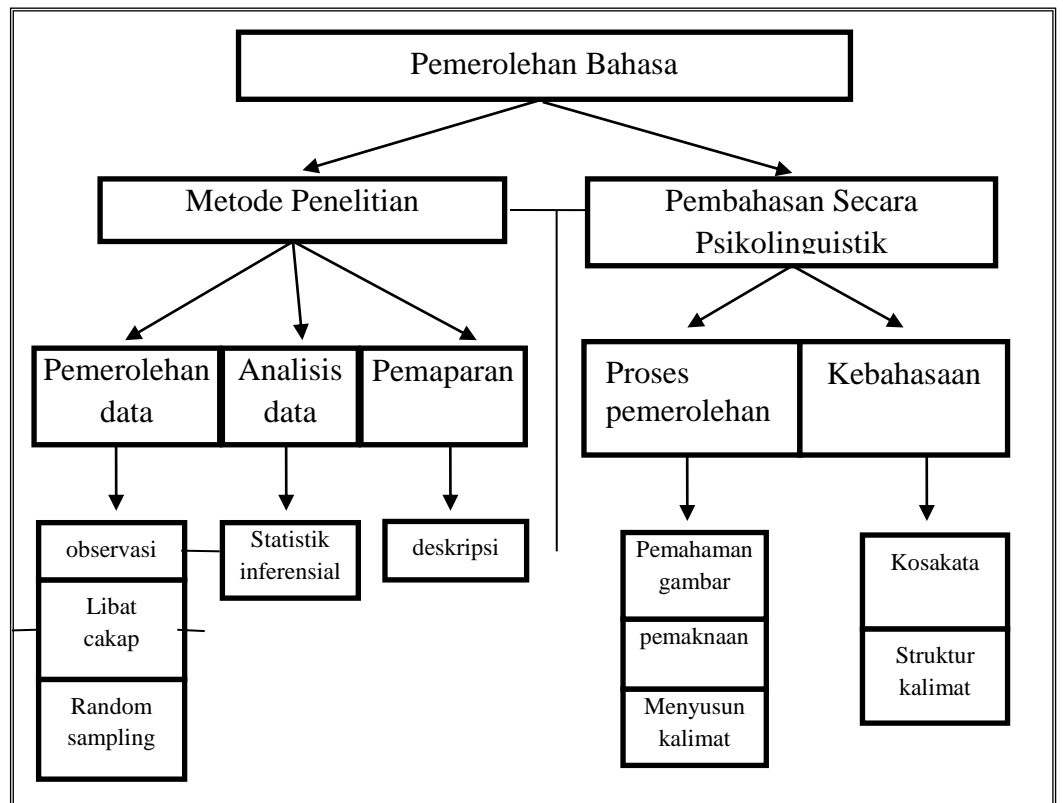 Pemerolehan Bahasa
Metode Penelitian
Pembahasan Secara
Psikolinguistik
Pemerolehan
data
Analisis
data
Pemaparan
Proses
pemerolehan
Kebahasaan
observasi
Libat
cakap
Random
sampling
Statistik
inferensial
deskripsi
Pemahaman
gambar
pemaknaan
Menyusun
kalimat
Kosakata
Struktur
kalimat